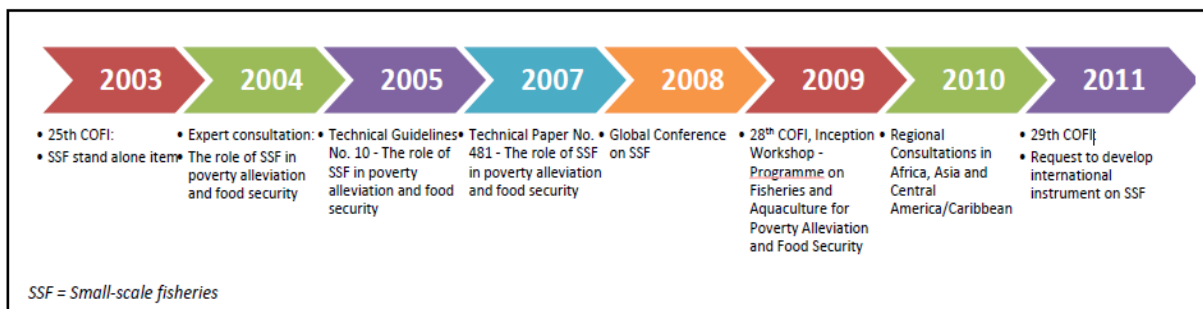 2003
2004
2005
2007
2008
2009
2010
2011
• 25th COFI:
• SSF stand alone item
• Expert consultation:
• The role of SSF in
poverty alleviation
and food security
• Technical Guidelines
No. 10 - The role of
SSF in poverty
alleviation and food
security
• Technical Paper No.
481 - The role of SSF
in poverty alleviation
and food security
• Global Conference
on SSF
• 28th COFI, Inception
Workshop -
Programme on
Fisheries and
Aquaculture for
Poverty Alleviation
and Food Security
• Regional
Consultations in
Africa, Asia and
Central
America/Caribbean
• 29th COFI:
• Request to develop
international
instrument on SSF
SSF = Small-scale fisheries